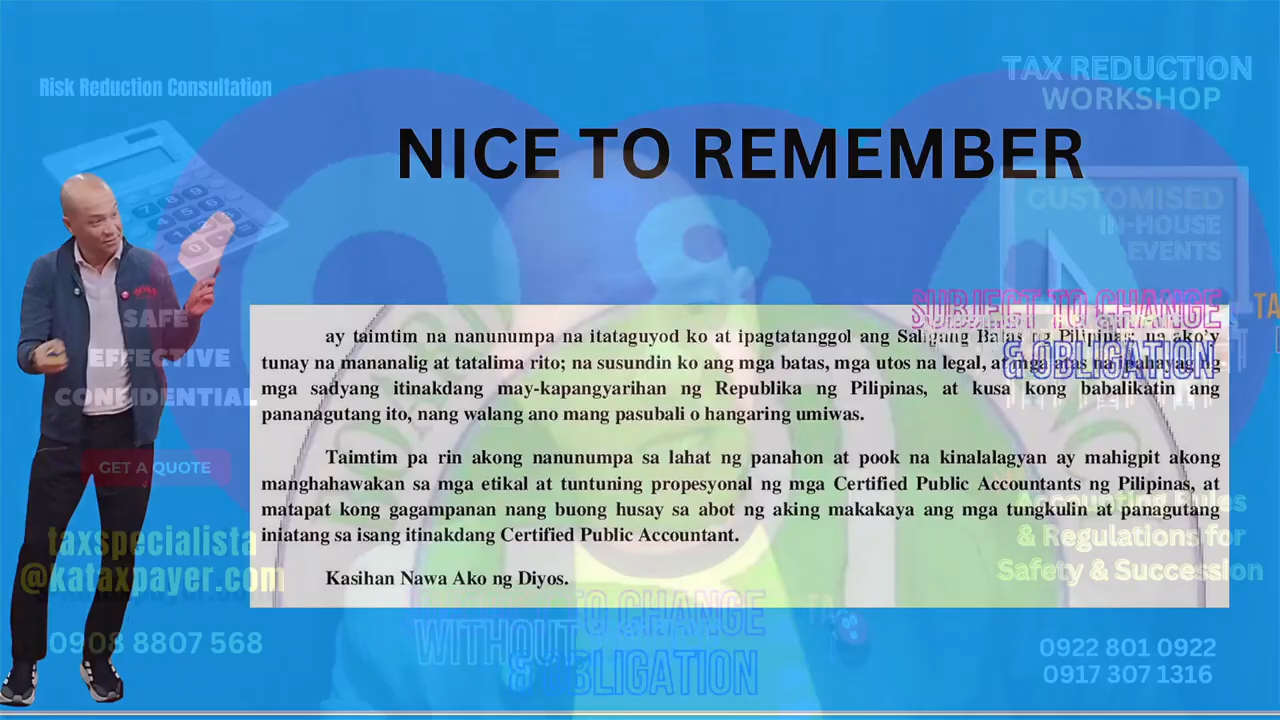 Risk Reduction Consultation
TAX REDUCTION
WORKSHOP
NICE TO REMEMBER
CUSTOMISED
IN-HOUSE
EVENTS
SUBJECT TO CHANGE
& OBLIGATION
ay taimtim na nanunumpa na itataguyod ko at ipagtatanggol ang Saligang Batas ng Pilipinas; na ako'y
tunay na mananalig at tatalima rito; na susundin ko ang mga batas, mga utos na legal,
mga sadyang itinakdang may-kapangyarihan ng Republika ng Pilipinas, at kusa kong babalikatin ang
pananagutang ito, nang walang ano mang pasubali o hangaring umiwas.
Taimtim pa rin akong nanunumpa sa lahat ng panahon at pook na kinalalagyan ay mahigpit akong
manghahawakan sa mga etikal at tuntuning propesyonal ng mga Certified Public Accountants ng Pilipinas, at
matapat kong gagampanan nang buong husay sa abot ng aking makakaya ang mga tungkulin at panagutang
iniatang sa isang itinakdang Certified Public Accountant.
Kasihan Nawa Ako ng Diyos.
SAFE
EFFECTIVE
CONFIDENTIAL
GET A QUOTE
taxspecialista
@kataxpayer.com
0908 8807 568
Accounting Rules
& Regulations for
Safety & Succession
0922 801 0922
0917 307 1316
TO CHANGE
WITHOUT
& OBLIGATION